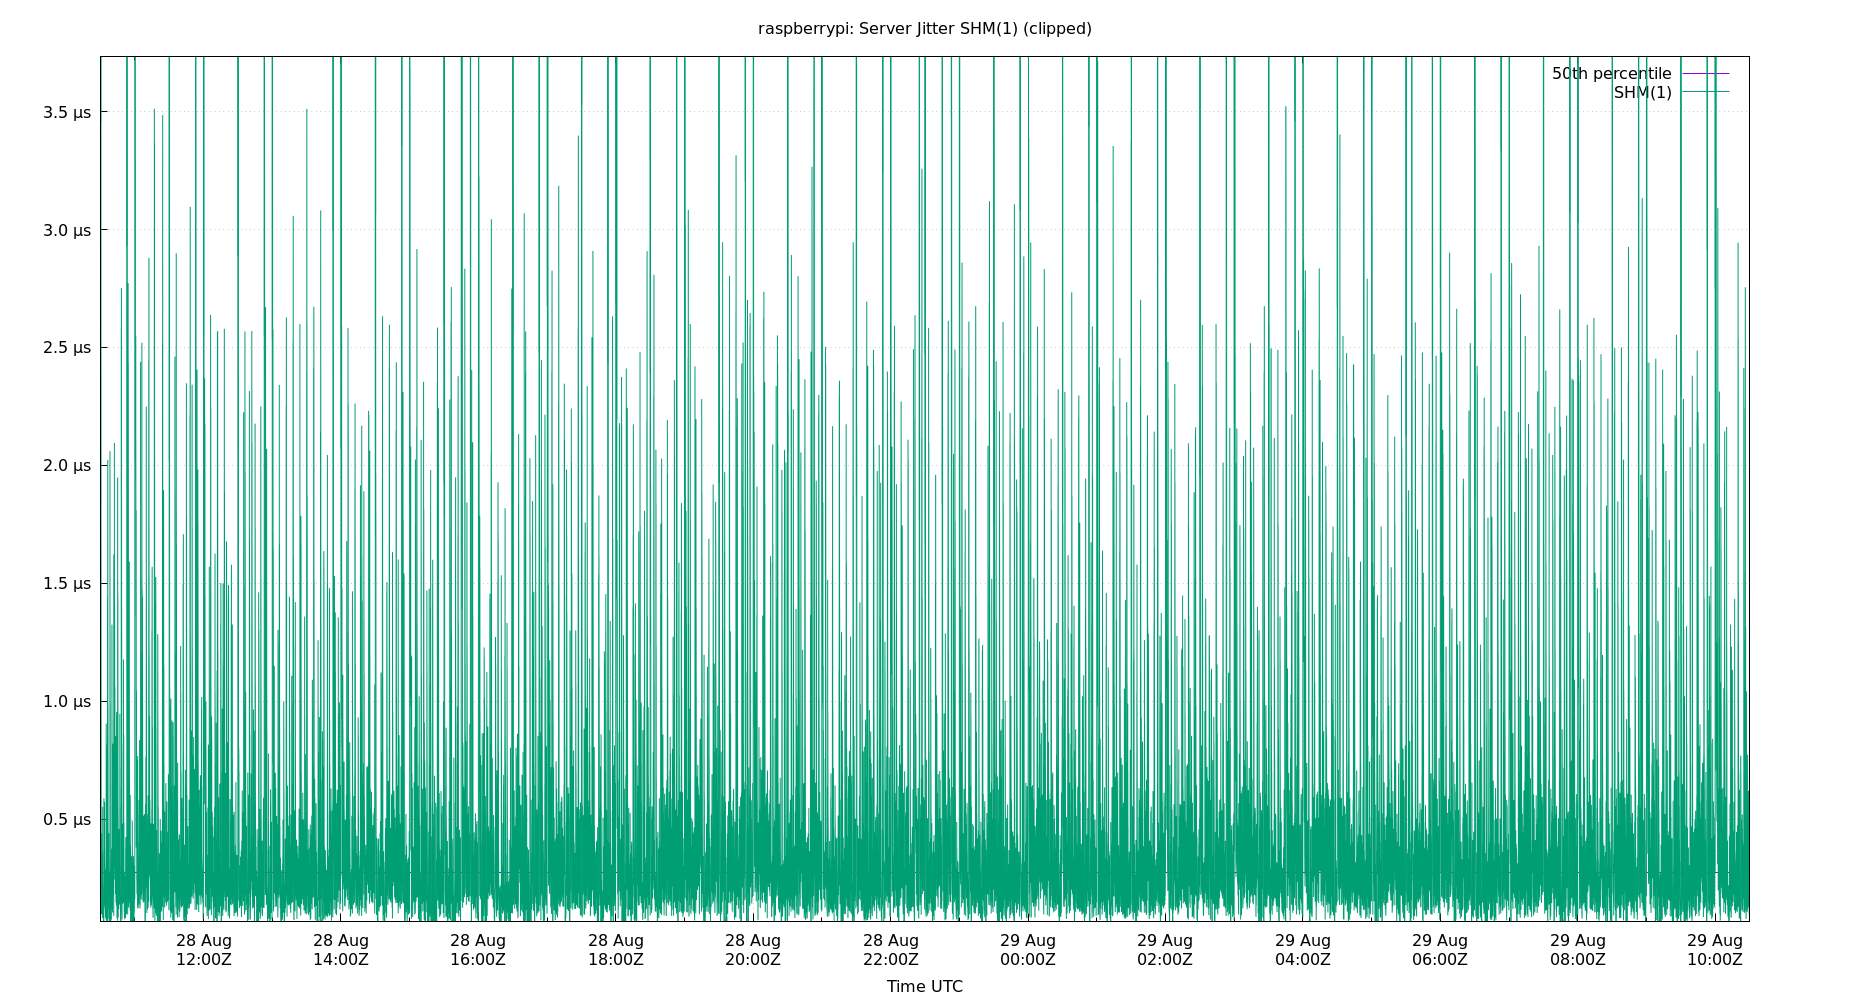 raspberrypi: Server Jitter SHM(1) (clipped)
50th percentile
SHM(1)
3.5 µs
3.0 µs
2.5 µs
2.0 µs
1.5 µs
1.0 µs
0.5 µs
28 Aug 28 Aug 28 Aug 28 Aug 28 Aug 28 Aug 29 Aug 29 Aug 29 Aug 29 Aug 29 Aug 29 Aug
12:00Z 14:00Z 16:00Z 18:00Z 20:00Z 22:00Z 00:00Z 02:00Z 04:00Z 06:00Z 08:00Z 10:00Z
Time UTC